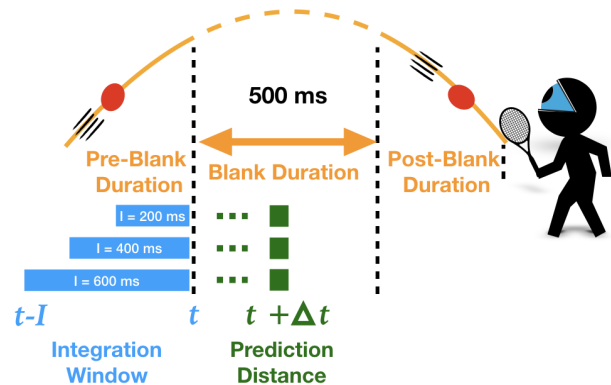 500 ms
Pre-Blank
Duration
Blank Duration
Post-Blank
Duration
I = 200 ms
I = 400 ms
I = 600 ms
t-I
t
t +Δt
Integration
Window
Prediction
Distance